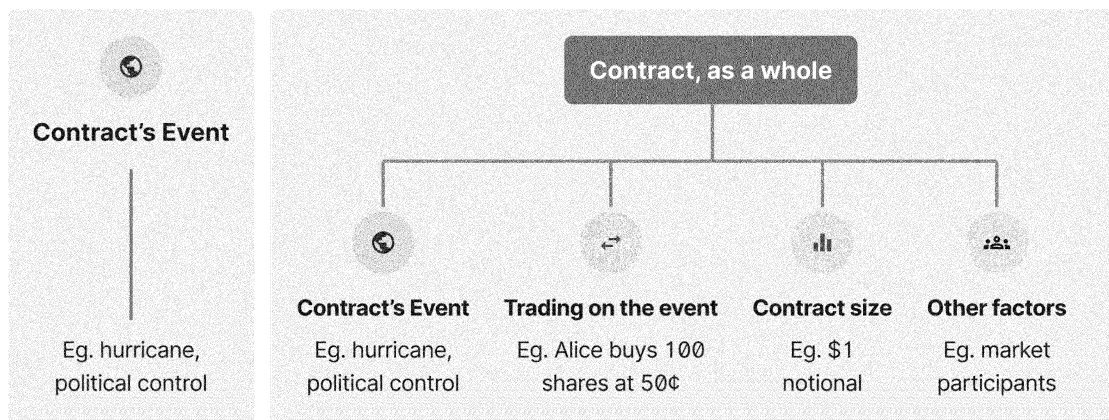 Contract's Event
Eg. hurricane,
political control
Contract, as a whole
Contract's Event
Eg. hurricane,
political control
Trading on the event
Eg. Alice buys 100
shares at 50¢
Contract size
Eg. $1
notional
Other factors
Eg. market
participants